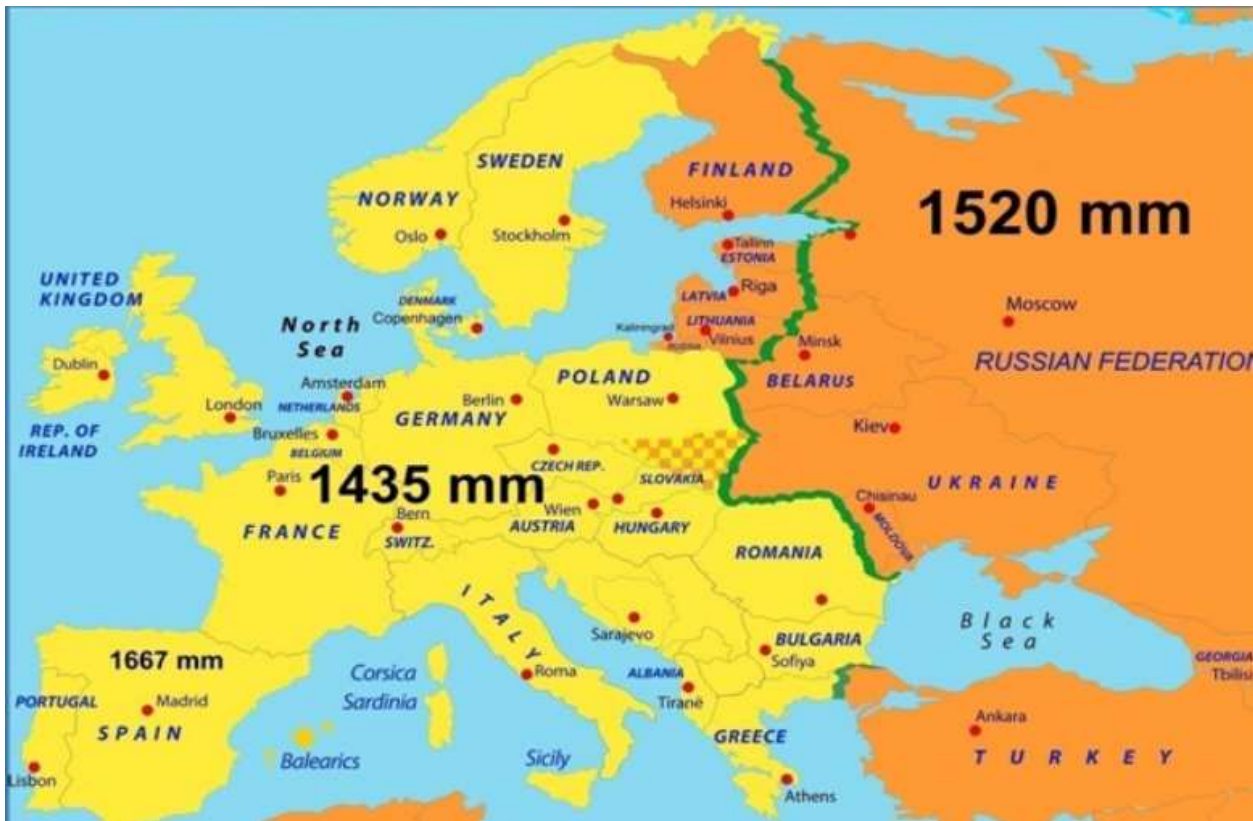 SWEDEN
FINLAND
NORWAY
Helsinki
1520 mm
Oslo
Stockholm
Tallinn
ESTONIA
UNITED
KINGDOM
DENMARK
Copenhagen
LATVIA
Riga
Moscow
North
Sea
Kaliningrad
LITHUANIA
Vilnius
RUSSIA
Minsk
RUSSIAN FEDERATION
Dublin
Amsterdam
POLAND
BELARUS
London
NETHERLANDS
GERMANY
Berlin
Warsaw
REP. OF
IRELAND
Bruxelles
BELGIUM
Kiev
Paris
1435 mm
CZECH REP.
SLOVAKIA
UKRAINE
Chisinau
MOLDOVA
Bern
Wien
FRANCE
SWITZ.
AUSTRIA
HUNGARY
ROMANIA
ITALY
Black
Sea
1667 mm
Sarajevo
BULGARIA
Sofiya
GEORGIA
Tbilisi
Corsica
Sardinia
Roma
ALBANIA
Tiranë
PORTUGAL
Madrid
SPAIN
Ankara
GREECE
TURKEY
Lisbon
Balearics
Sicily
Athens